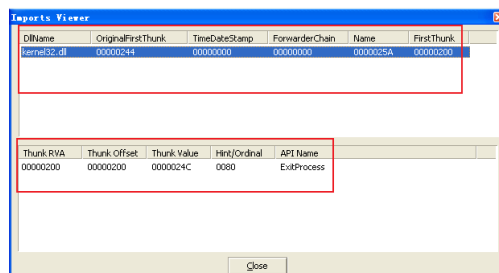 Imports Viewer
DllName OriginalFirstThunk TimeDateStamp ForwarderChain Name FirstThunk
kernel32.dll 00000244 00000000 00000000 0000025A 00000200
Thunk RVA Thunk Offset Thunk Value Hint/Ordinal API Name
00000200 00000200 0000024C 0080 ExitProcess
Close